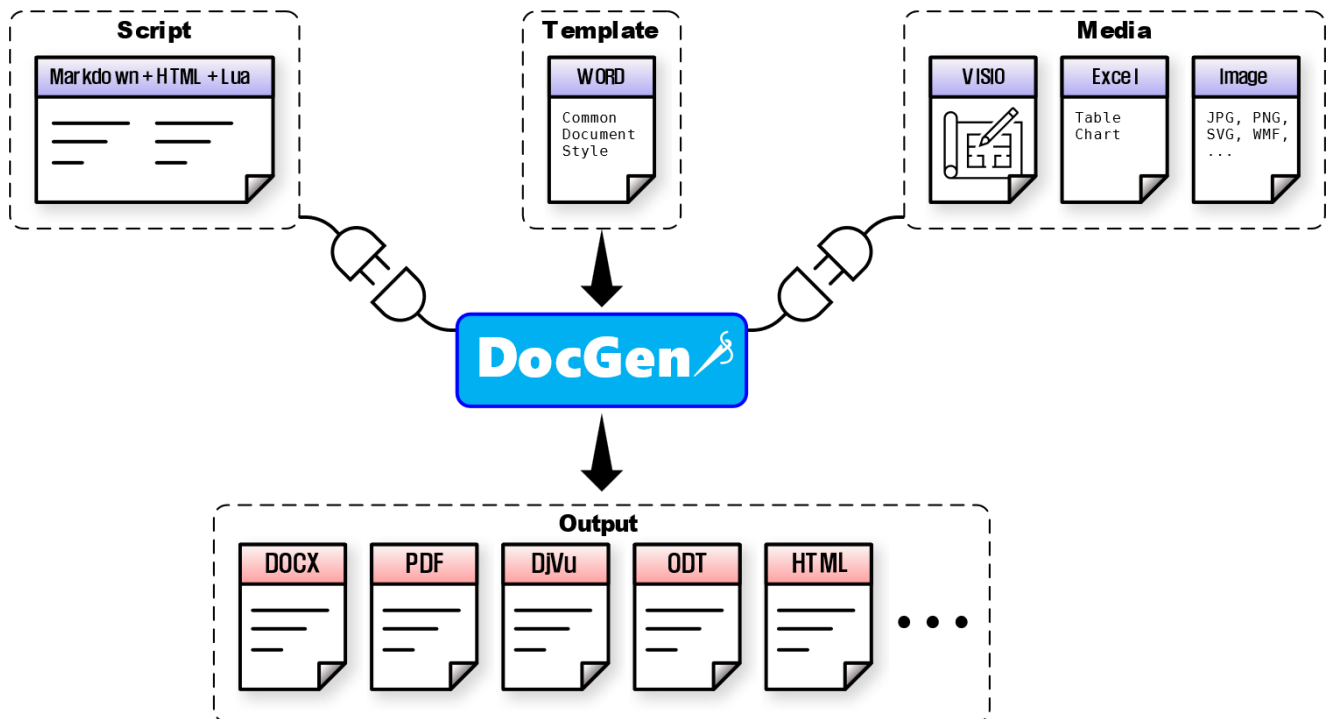 Script
Markdown + HTML + Lua
Template
WORD
Common
Document
Style
Media
VISIO
Excel
Table
Chart
Image
JPG, PNG,
SVG, WMF,
...
DocGen
Output
DOCX
PDF
DjVu
ODT
HTML